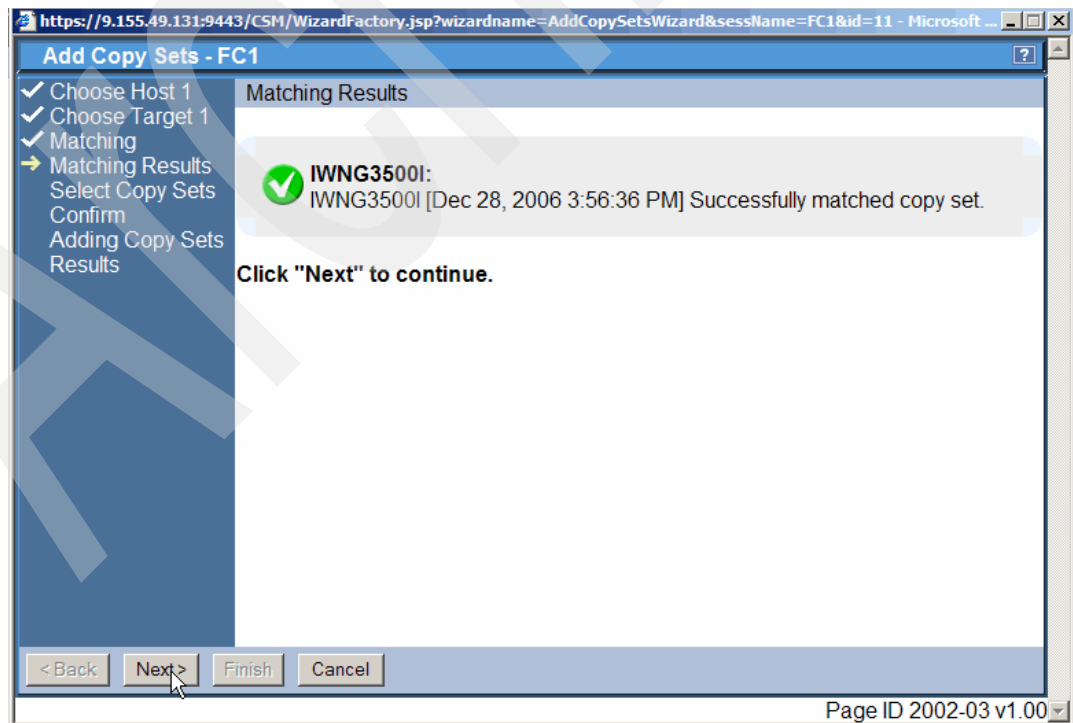 https://9.155.49.131:9443/CSM/WizardFactory.jsp?wizardname=AddCopySetsWizard&sessName=FC1&id=11 - Microsoft ...
Add Copy Sets - FC1
?
Choose Host 1
Choose Target 1
Matching
Matching Results
Select Copy Sets
Confirm
Adding Copy Sets
Results
Matching Results
IWNG3500I:
IWNG3500I [Dec 28, 2006 3:56:36 PM] Successfully matched copy set.
Click "Next" to continue.
< Back
Next >
Finish
Cancel
Page ID 2002-03 v1.00